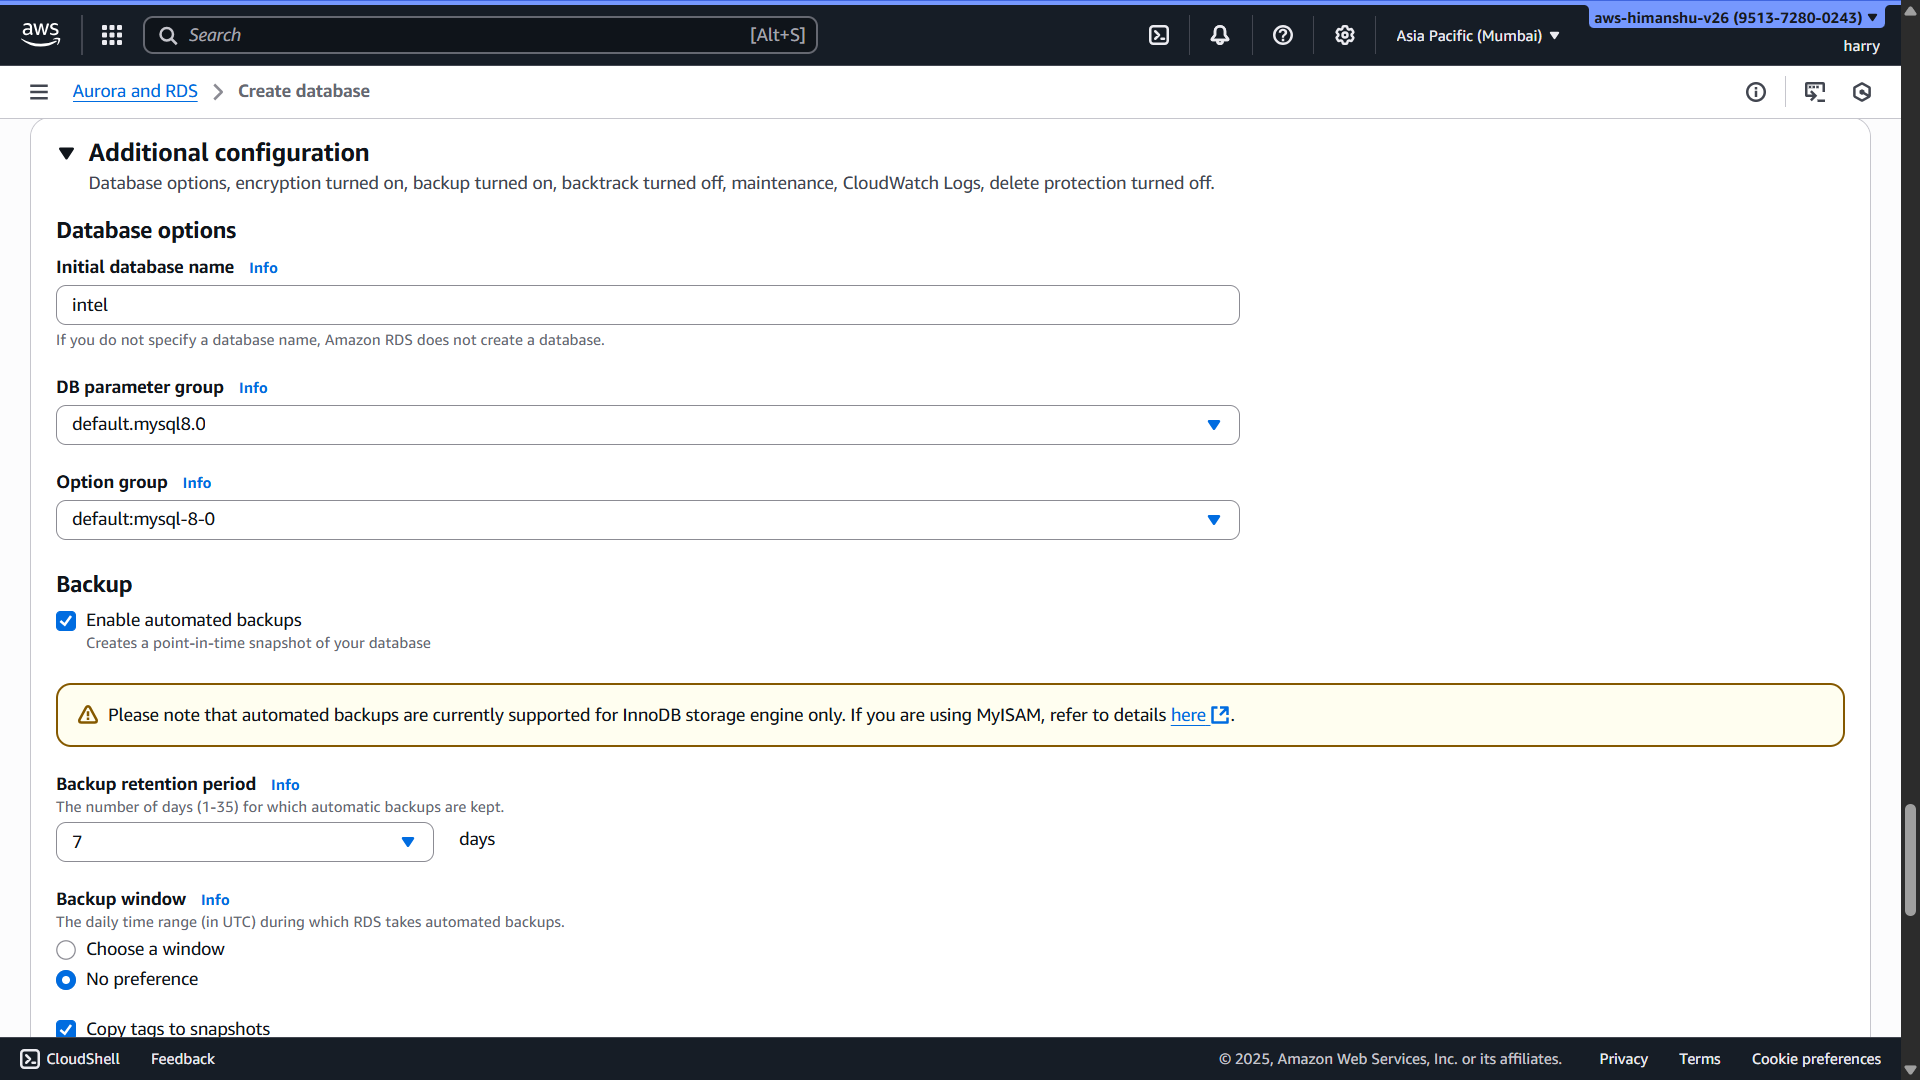 aws
Search
[Alt+S]
Asia Pacific (Mumbai)
aws-himanshu-v26 (9513-7280-0243)
harry
Aurora and RDS
Create database
Additional configuration
Database options, encryption turned on, backup turned on, backtrack turned off, maintenance, CloudWatch Logs, delete protection turned off.
Database options
Initial database name Info
intel
If you do not specify a database name, Amazon RDS does not create a database.
DB parameter group Info
default.mysql8.0
Option group Info
default:mysql-8-0
Backup
Enable automated backups
Creates a point-in-time snapshot of your database
Please note that automated backups are currently supported for InnoDB storage engine only. If you are using MyISAM, refer to details here.
Backup retention period Info
The number of days (1-35) for which automatic backups are kept.
7 days
Backup window Info
The daily time range (in UTC) during which RDS takes automated backups.
Choose a window
No preference
Copy tags to snapshots
CloudShell Feedback © 2025, Amazon Web Services, Inc. or its affiliates. Privacy Terms Cookie preferences